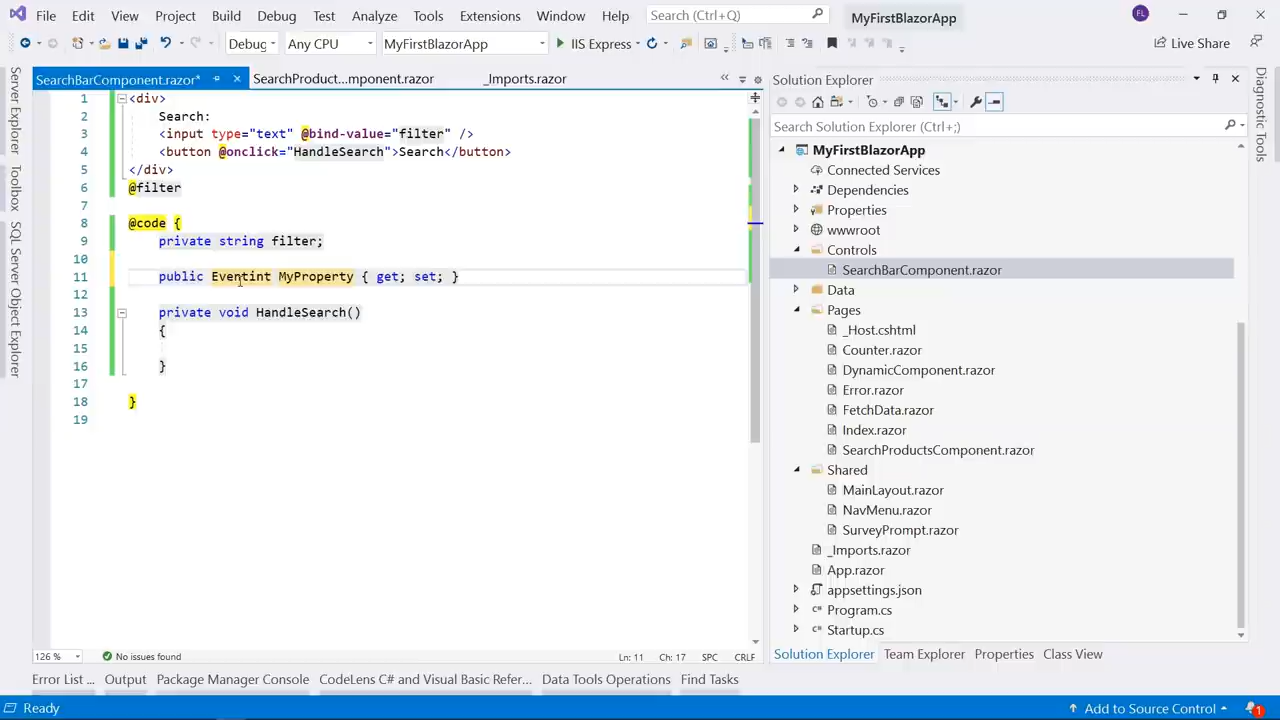 File Edit View Project Build Debug Test Analyze Tools Extensions Window Help Search (Ctrl+Q) MyFirstBlazorApp FL
Debug Any CPU MyFirstBlazorApp IIS Express Live Share
SearchBarComponent.razor* SearchProduct...mponent.razor _Imports.razor
Server Explorer
Toolbox
SQL Server Object Explorer
1 <div>
2 Search:
3 <input type="text" @bind-value="filter" />
4 <button @onclick="HandleSearch">Search</button>
5 </div>
6 @filter
7
8 @code {
9 private string filter;
10
11 public Eventint MyProperty { get; set; }
12
13 private void HandleSearch()
14 {
15
16 }
17
18 }
19
126 % No issues found Ln: 11 Ch: 17 SPC CRLF
Solution Explorer
Search Solution Explorer (Ctrl+;)
MyFirstBlazorApp
Connected Services
Dependencies
Properties
wwwroot
Controls
SearchBarComponent.razor
Data
Pages
_Host.cshtml
Counter.razor
DynamicComponent.razor
Error.razor
FetchData.razor
Index.razor
SearchProductsComponent.razor
Shared
MainLayout.razor
NavMenu.razor
SurveyPrompt.razor
_Imports.razor
App.razor
appsettings.json
C# Program.cs
C# Startup.cs
Solution Explorer Team Explorer Properties Class View
Diagnostic Tools
Error List ... Output Package Manager Console CodeLens C# and Visual Basic Refer... Data Tools Operations Find Tasks
Ready Add to Source Control 1